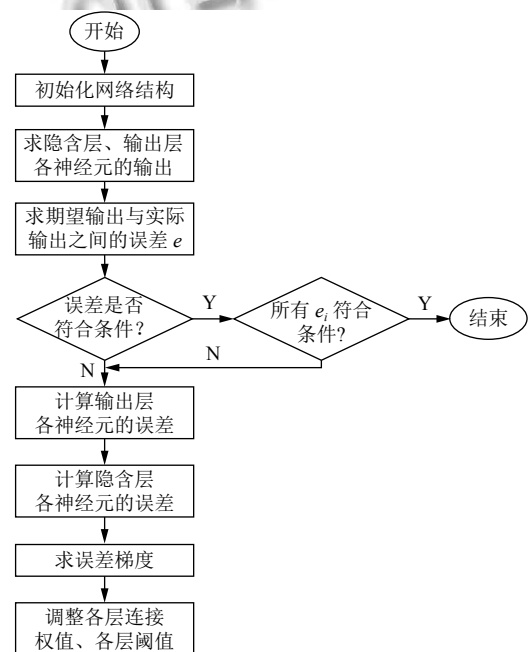 开始
初始化网络结构
求隐含层、输出层
各神经元的输出
求期望输出与实际
输出之间的误差 e
误差是否
符合条件？
Y
所有 eᵢ 符合
条件？
Y
结束
N
N
计算输出层
各神经元的误差
计算隐含层
各神经元的误差
求误差梯度
调整各层连接
权值、各层阈值